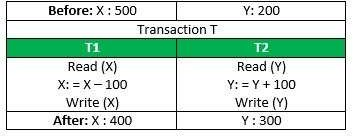 Before: X : 500 Y: 200
Transaction T
T1 T2
Read (X) Read (Y)
X: = X – 100 Y: = Y + 100
Write (X) Write (Y)
After: X : 400 Y : 300